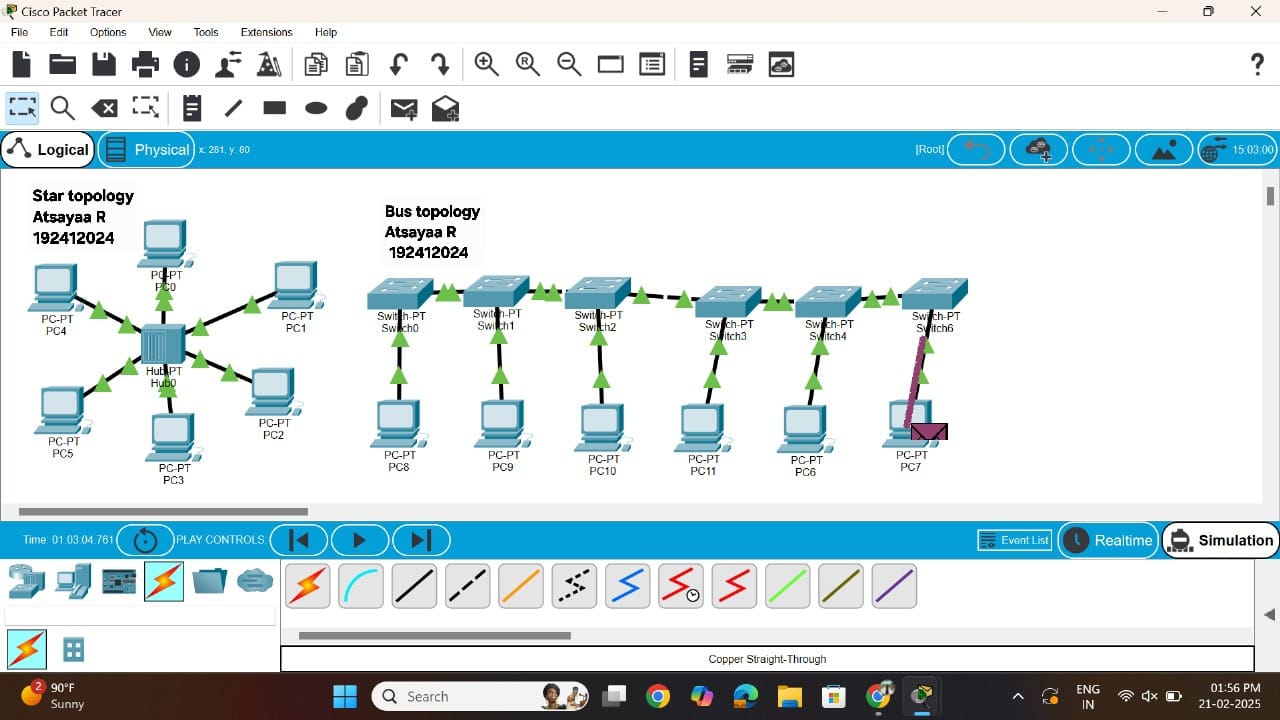 Cisco Packet Tracer
File Edit Options View Tools Extensions Help
Logical Physical x: 281, y: 80 [Root] 15:03:00
Star topology
Atsayaa R
192412024
Bus topology
Atsayaa R
192412024
PC-PT
PC0
PC-PT
PC4
PC-PT
PC1
Hub-PT
Hub0
PC-PT
PC2
PC-PT
PC5
PC-PT
PC3
Switch-PT
Switch0
Switch-PT
Switch1
Switch-PT
Switch2
Switch-PT
Switch3
Switch-PT
Switch4
Switch-PT
Switch6
PC-PT
PC8
PC-PT
PC9
PC-PT
PC10
PC-PT
PC11
PC-PT
PC6
PC-PT
PC7
Time: 01:03:04.761 PLAY CONTROLS: Event List Realtime Simulation
Copper Straight-Through
2
90°F
Sunny
Search
ENG
IN
01:56 PM
21-02-2025